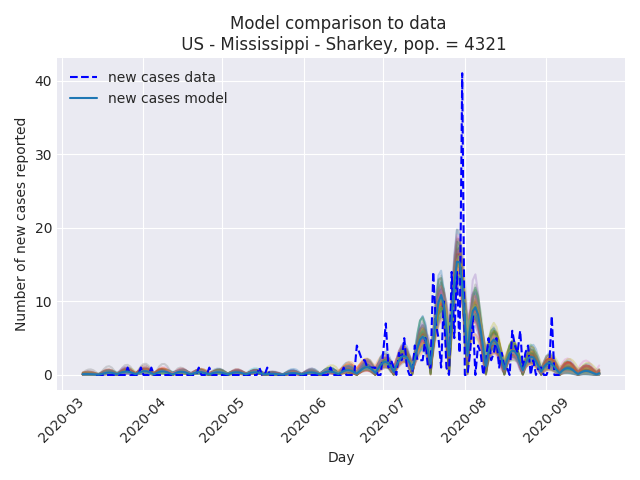 Model comparison to data
US - Mississippi - Sharkey, pop. = 4321
new cases data
new cases model
Number of new cases reported
40
30
20
10
0
2020-03
2020-04
2020-05
2020-06
2020-07
2020-08
2020-09
Day